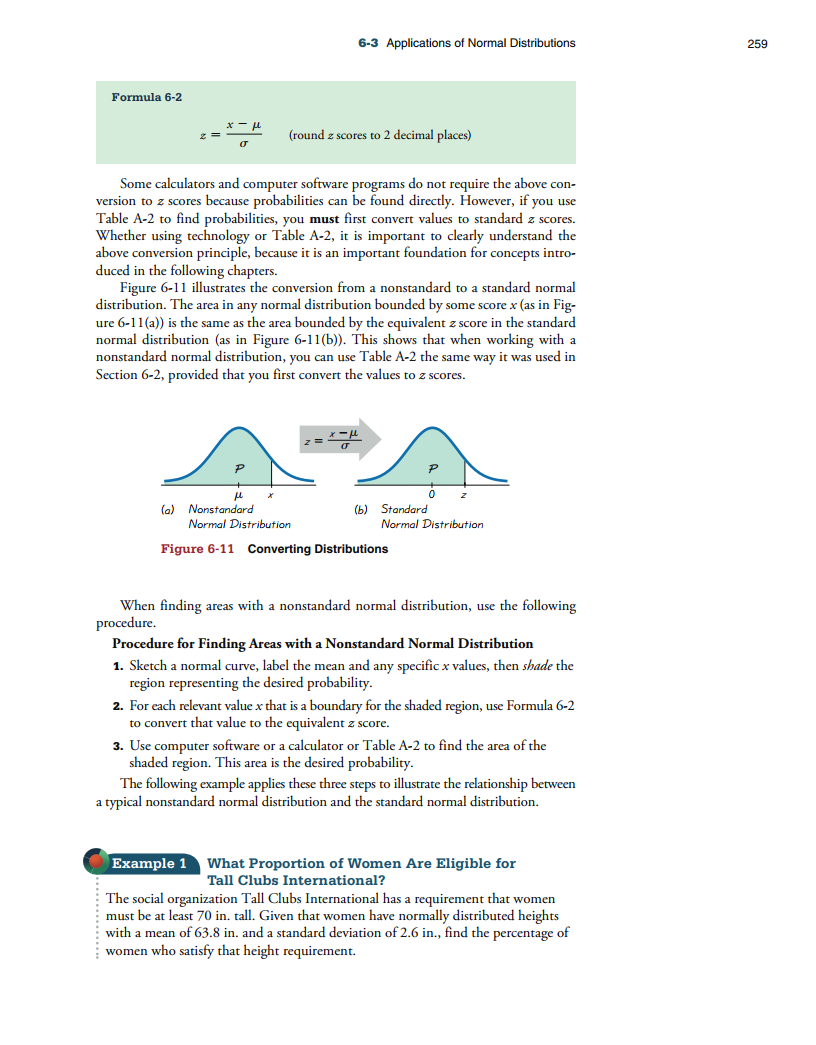 6-3 Applications of Normal Distributions 259
Formula 6-2
z = (x − μ)/σ (round z scores to 2 decimal places)
Some calculators and computer software programs do not require the above con-
version to z scores because probabilities can be found directly. However, if you use
Table A-2 to find probabilities, you must first convert values to standard z scores.
Whether using technology or Table A-2, it is important to clearly understand the
above conversion principle, because it is an important foundation for concepts intro-
duced in the following chapters.
Figure 6-11 illustrates the conversion from a nonstandard to a standard normal
distribution. The area in any normal distribution bounded by some score x (as in Fig-
ure 6-11(a)) is the same as the area bounded by the equivalent z score in the standard
normal distribution (as in Figure 6-11(b)). This shows that when working with a
nonstandard normal distribution, you can use Table A-2 the same way it was used in
Section 6-2, provided that you first convert the values to z scores.
z = (x − μ)/σ
P P
μ x 0 z
(a) Nonstandard (b) Standard
Normal Distribution Normal Distribution
Figure 6-11 Converting Distributions
When finding areas with a nonstandard normal distribution, use the following
procedure.
Procedure for Finding Areas with a Nonstandard Normal Distribution
1. Sketch a normal curve, label the mean and any specific x values, then shade the
region representing the desired probability.
2. For each relevant value x that is a boundary for the shaded region, use Formula 6-2
to convert that value to the equivalent z score.
3. Use computer software or a calculator or Table A-2 to find the area of the
shaded region. This area is the desired probability.
The following example applies these three steps to illustrate the relationship between
a typical nonstandard normal distribution and the standard normal distribution.
Example 1 What Proportion of Women Are Eligible for
Tall Clubs International?
The social organization Tall Clubs International has a requirement that women
must be at least 70 in. tall. Given that women have normally distributed heights
with a mean of 63.8 in. and a standard deviation of 2.6 in., find the percentage of
women who satisfy that height requirement.